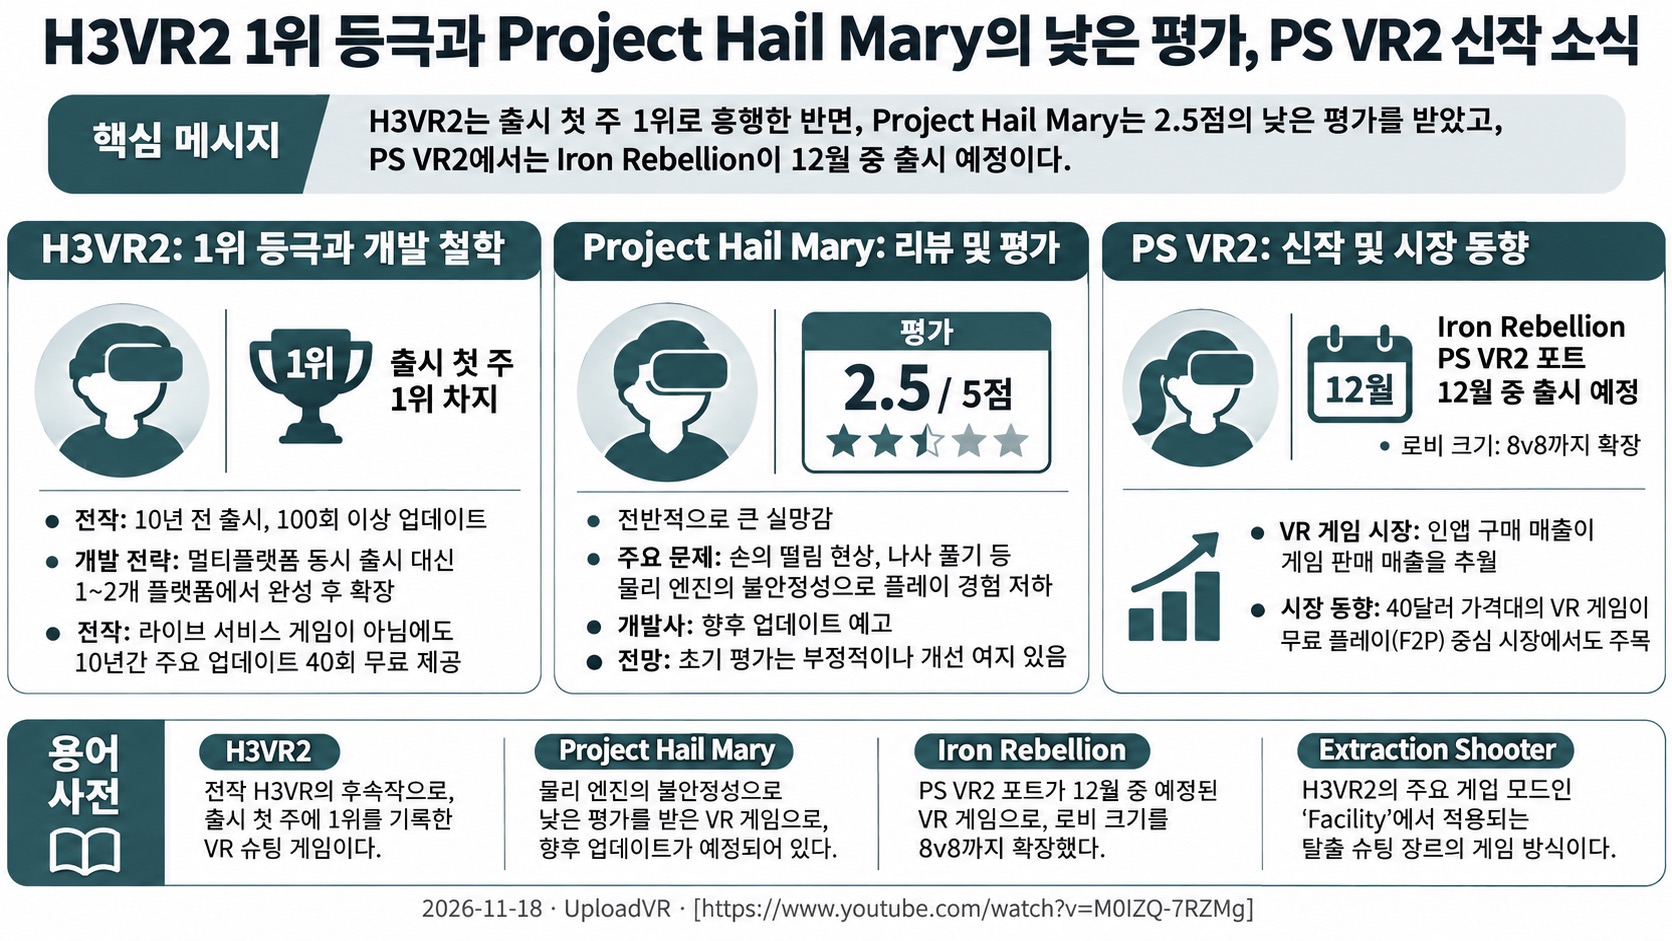 H3VR2 1위 등극과 Project Hail Mary의 낮은 평가, PS VR2 신작 소식
핵심 메시지
H3VR2는 출시 첫 주 1위로 흥행한 반면, Project Hail Mary는 2.5점의 낮은 평가를 받았고,
PS VR2에서는 Iron Rebellion이 12월 중 출시 예정이다.
H3VR2: 1위 등극과 개발 철학
1위
출시 첫 주
1위 차지
• 전작: 10년 전 출시, 100회 이상 업데이트
• 개발 전략: 멀티플랫폼 동시 출시 대신
1~2개 플랫폼에서 완성 후 확장
• 전작: 라이브 서비스 게임이 아님에도
10년간 주요 업데이트 40회 무료 제공
Project Hail Mary: 리뷰 및 평가
평가
2.5 / 5점
• 전반적으로 큰 실망감
• 주요 문제: 손의 떨림 현상, 나사 풀기 등
물리 엔진의 불안정성으로 플레이 경험 저하
• 개발사: 향후 업데이트 예고
• 전망: 초기 평가는 부정적이나 개선 여지 있음
PS VR2: 신작 및 시장 동향
12월
Iron Rebellion
PS VR2 포트
12월 중 출시 예정
• 로비 크기: 8v8까지 확장
• VR 게임 시장: 인앱 구매 매출이
게임 판매 매출을 추월
• 시장 동향: 40달러 가격대의 VR 게임이
무료 플레이(F2P) 중심 시장에서도 주목
용어
사전
H3VR2
전작 H3VR의 후속작으로,
출시 첫 주에 1위를 기록한
VR 슈팅 게임이다.
Project Hail Mary
물리 엔진의 불안정성으로
낮은 평가를 받은 VR 게임으로,
향후 업데이트가 예정되어 있다.
Iron Rebellion
PS VR2 포트가 12월 중 예정된
VR 게임으로, 로비 크기를
8v8까지 확장했다.
Extraction Shooter
H3VR2의 주요 게업 모드인
‘Facility’에서 적용되는
탈출 슈팅 장르의 게임 방식이다.
2026-11-18 · UploadVR · [https://www.youtube.com/watch?v=M0IZQ-7RZMg]